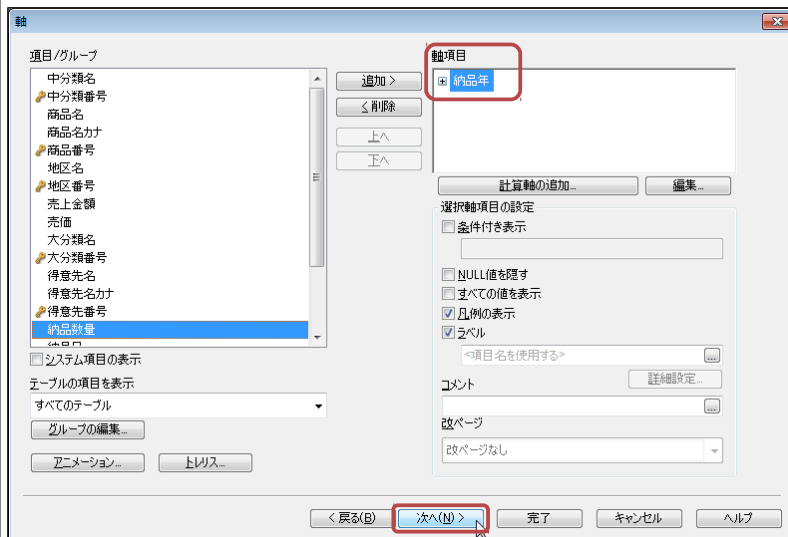 軸
項目/グループ
中分類名
中分類番号
商品名
商品名カナ
商品番号
地区名
地区番号
売上金額
売価
大分類名
大分類番号
得意先名
得意先名カナ
得意先番号
納品数量
納品日
システム項目の表示
テーブルの項目を表示
すべてのテーブル
グループの編集...
アニメーション...
トレリス...
追加 >
< 削除
上へ
下へ
軸項目
納品年
計算軸の追加...
編集...
選択軸項目の設定
条件付き表示
NULL値を隠す
すべての値を表示
凡例の表示
ラベル
<項目名を使用する>
...
詳細設定...
コメント
...
改ページ
改ページなし
< 戻る(B)
次へ(N) >
完了
キャンセル
ヘルプ